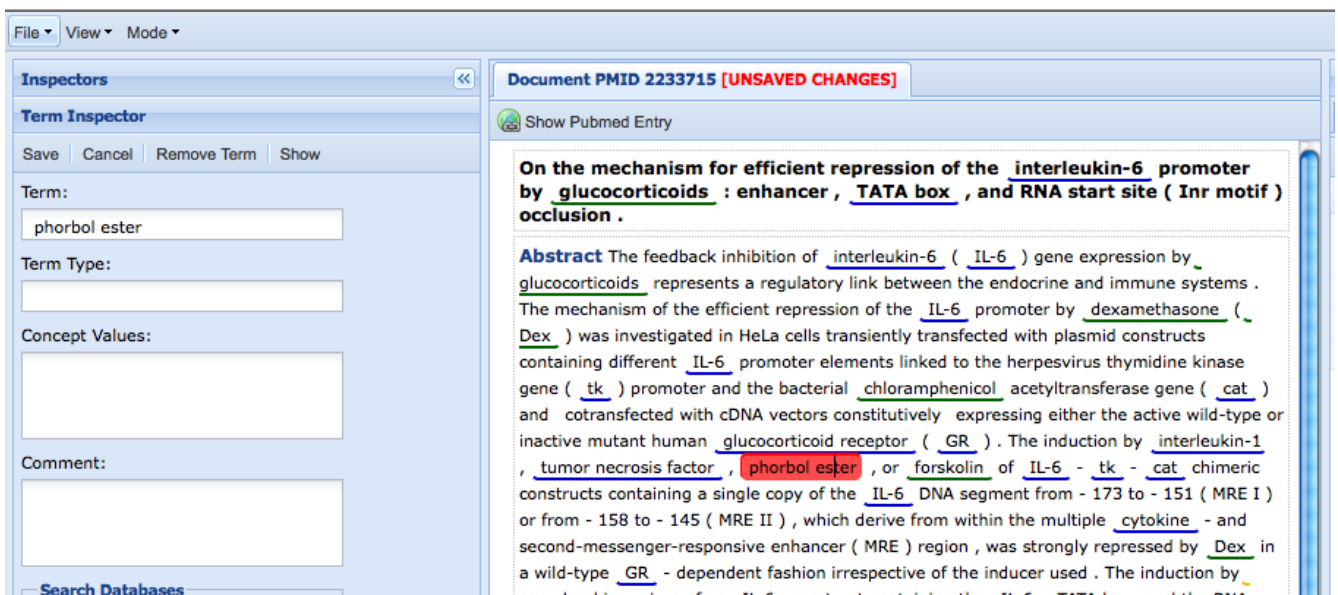 File View Mode
Inspectors
Term Inspector
Save Cancel Remove Term Show
Term:
phorbol ester
Term Type:
Concept Values:
Comment:
Search Databases
Document PMID 2233715 [UNSAVED CHANGES]
Show Pubmed Entry
On the mechanism for efficient repression of the interleukin-6 promoter
by glucocorticoids : enhancer , TATA box , and RNA start site ( Inr motif )
occlusion .
Abstract The feedback inhibition of interleukin-6 ( IL-6 ) gene expression by
glucocorticoids represents a regulatory link between the endocrine and immune systems .
The mechanism of the efficient repression of the IL-6 promoter by dexamethasone (
Dex ) was investigated in HeLa cells transiently transfected with plasmid constructs
containing different IL-6 promoter elements linked to the herpesvirus thymidine kinase
gene ( tk ) promoter and the bacterial chloramphenicol acetyltransferase gene ( cat )
and cotransfected with cDNA vectors constitutively expressing either the active wild-type or
inactive mutant human glucocorticoid receptor ( GR ) . The induction by interleukin-1
, tumor necrosis factor , phorbol ester , or forskolin of IL-6 - tk - cat chimeric
constructs containing a single copy of the IL-6 DNA segment from - 173 to - 151 ( MRE I )
or from - 158 to - 145 ( MRE II ) , which derive from within the multiple cytokine - and
second-messenger-responsive enhancer ( MRE ) region , was strongly repressed by Dex in
a wild-type GR - dependent fashion irrespective of the inducer used . The induction by